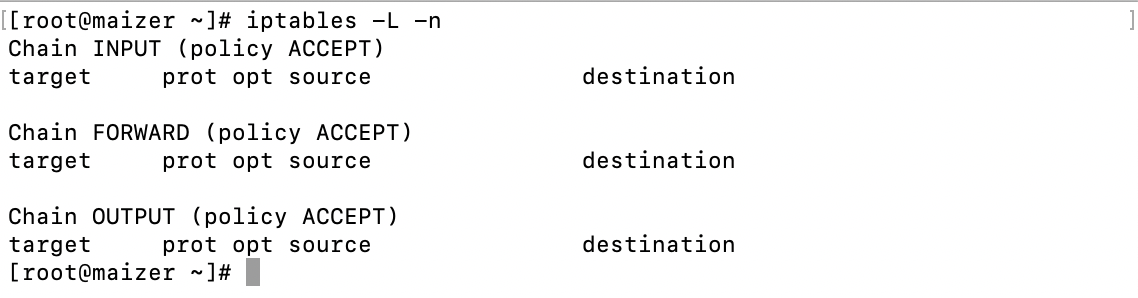 [[root@maizer ~]# iptables -L -n ]
Chain INPUT (policy ACCEPT)
target     prot opt source               destination

Chain FORWARD (policy ACCEPT)
target     prot opt source               destination

Chain OUTPUT (policy ACCEPT)
target     prot opt source               destination
[root@maizer ~]#